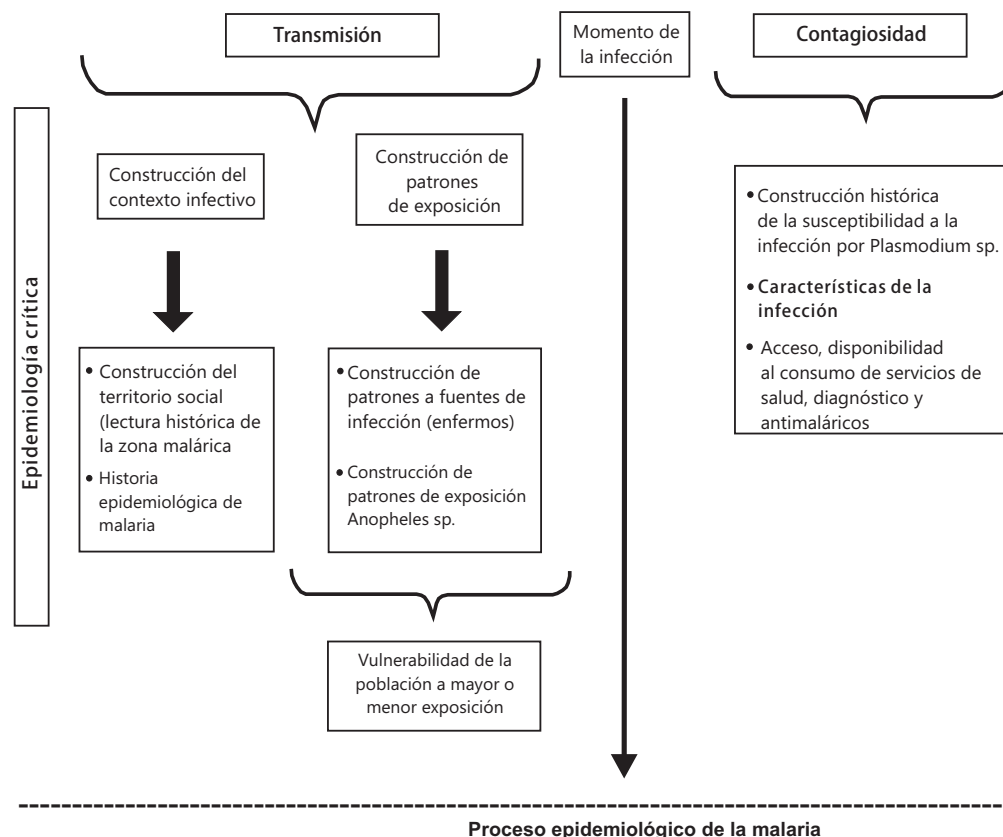 Transmisión
Momento de
la infección
Contagiosidad
Epidemiología crítica
Construcción del
contexto infectivo
Construcción de
patrones
de exposición
• Construcción histórica
de la susceptibilidad a la
infección por Plasmodium sp.
• Características de la
infección
• Acceso, disponibilidad
al consumo de servicios de
salud, diagnóstico y
antimaláricos
• Construcción del
territorio social
(lectura histórica de
la zona malárica
• Historia
epidemiológica de
malaria
• Construcción de
patrones a fuentes de
infección (enfermos)
• Construcción de
patrones de exposición
Anopheles sp.
Vulnerabilidad de la
población a mayor o
menor exposición
Proceso epidemiológico de la malaria